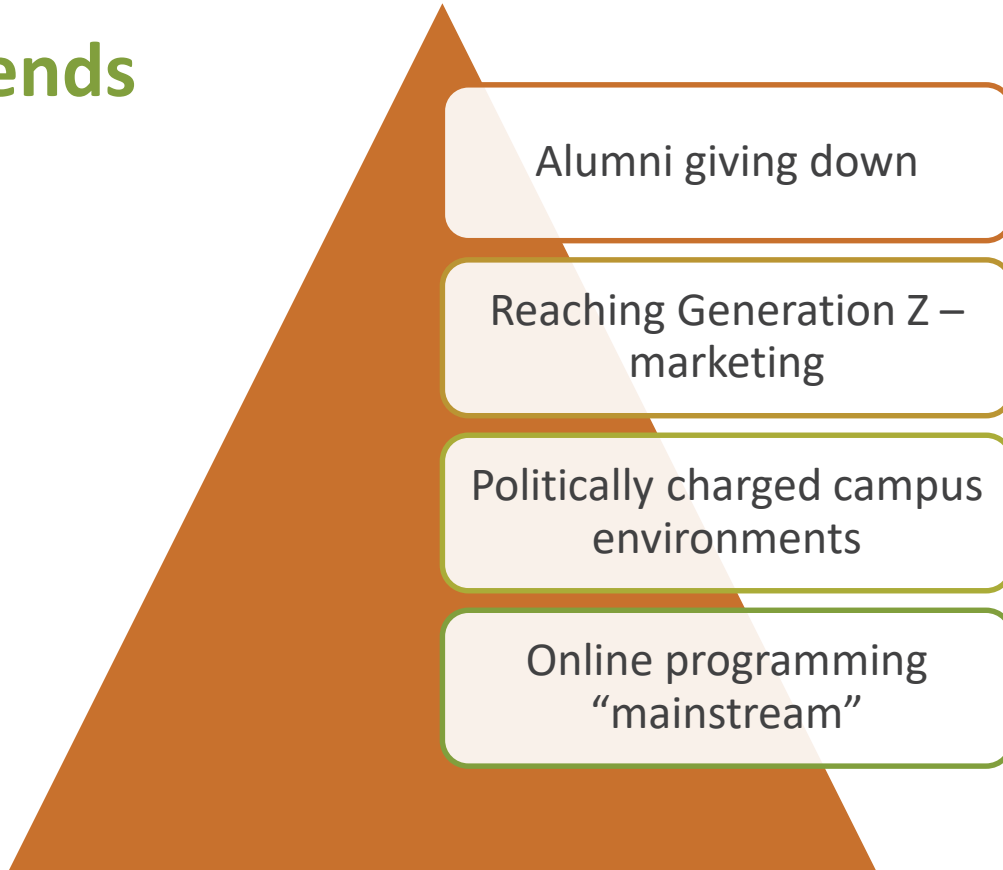 ends
Alumni giving down
Reaching Generation Z –
marketing
Politically charged campus
environments
Online programming
“mainstream”